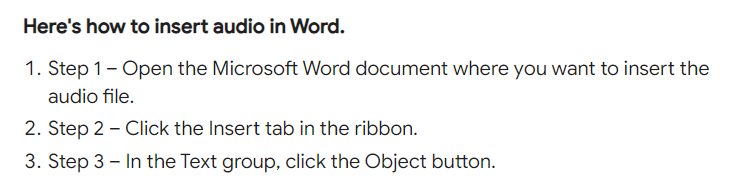 Here's how to insert audio in Word.
1. Step 1 – Open the Microsoft Word document where you want to insert the
audio file.
2. Step 2 – Click the Insert tab in the ribbon.
3. Step 3 – In the Text group, click the Object button.